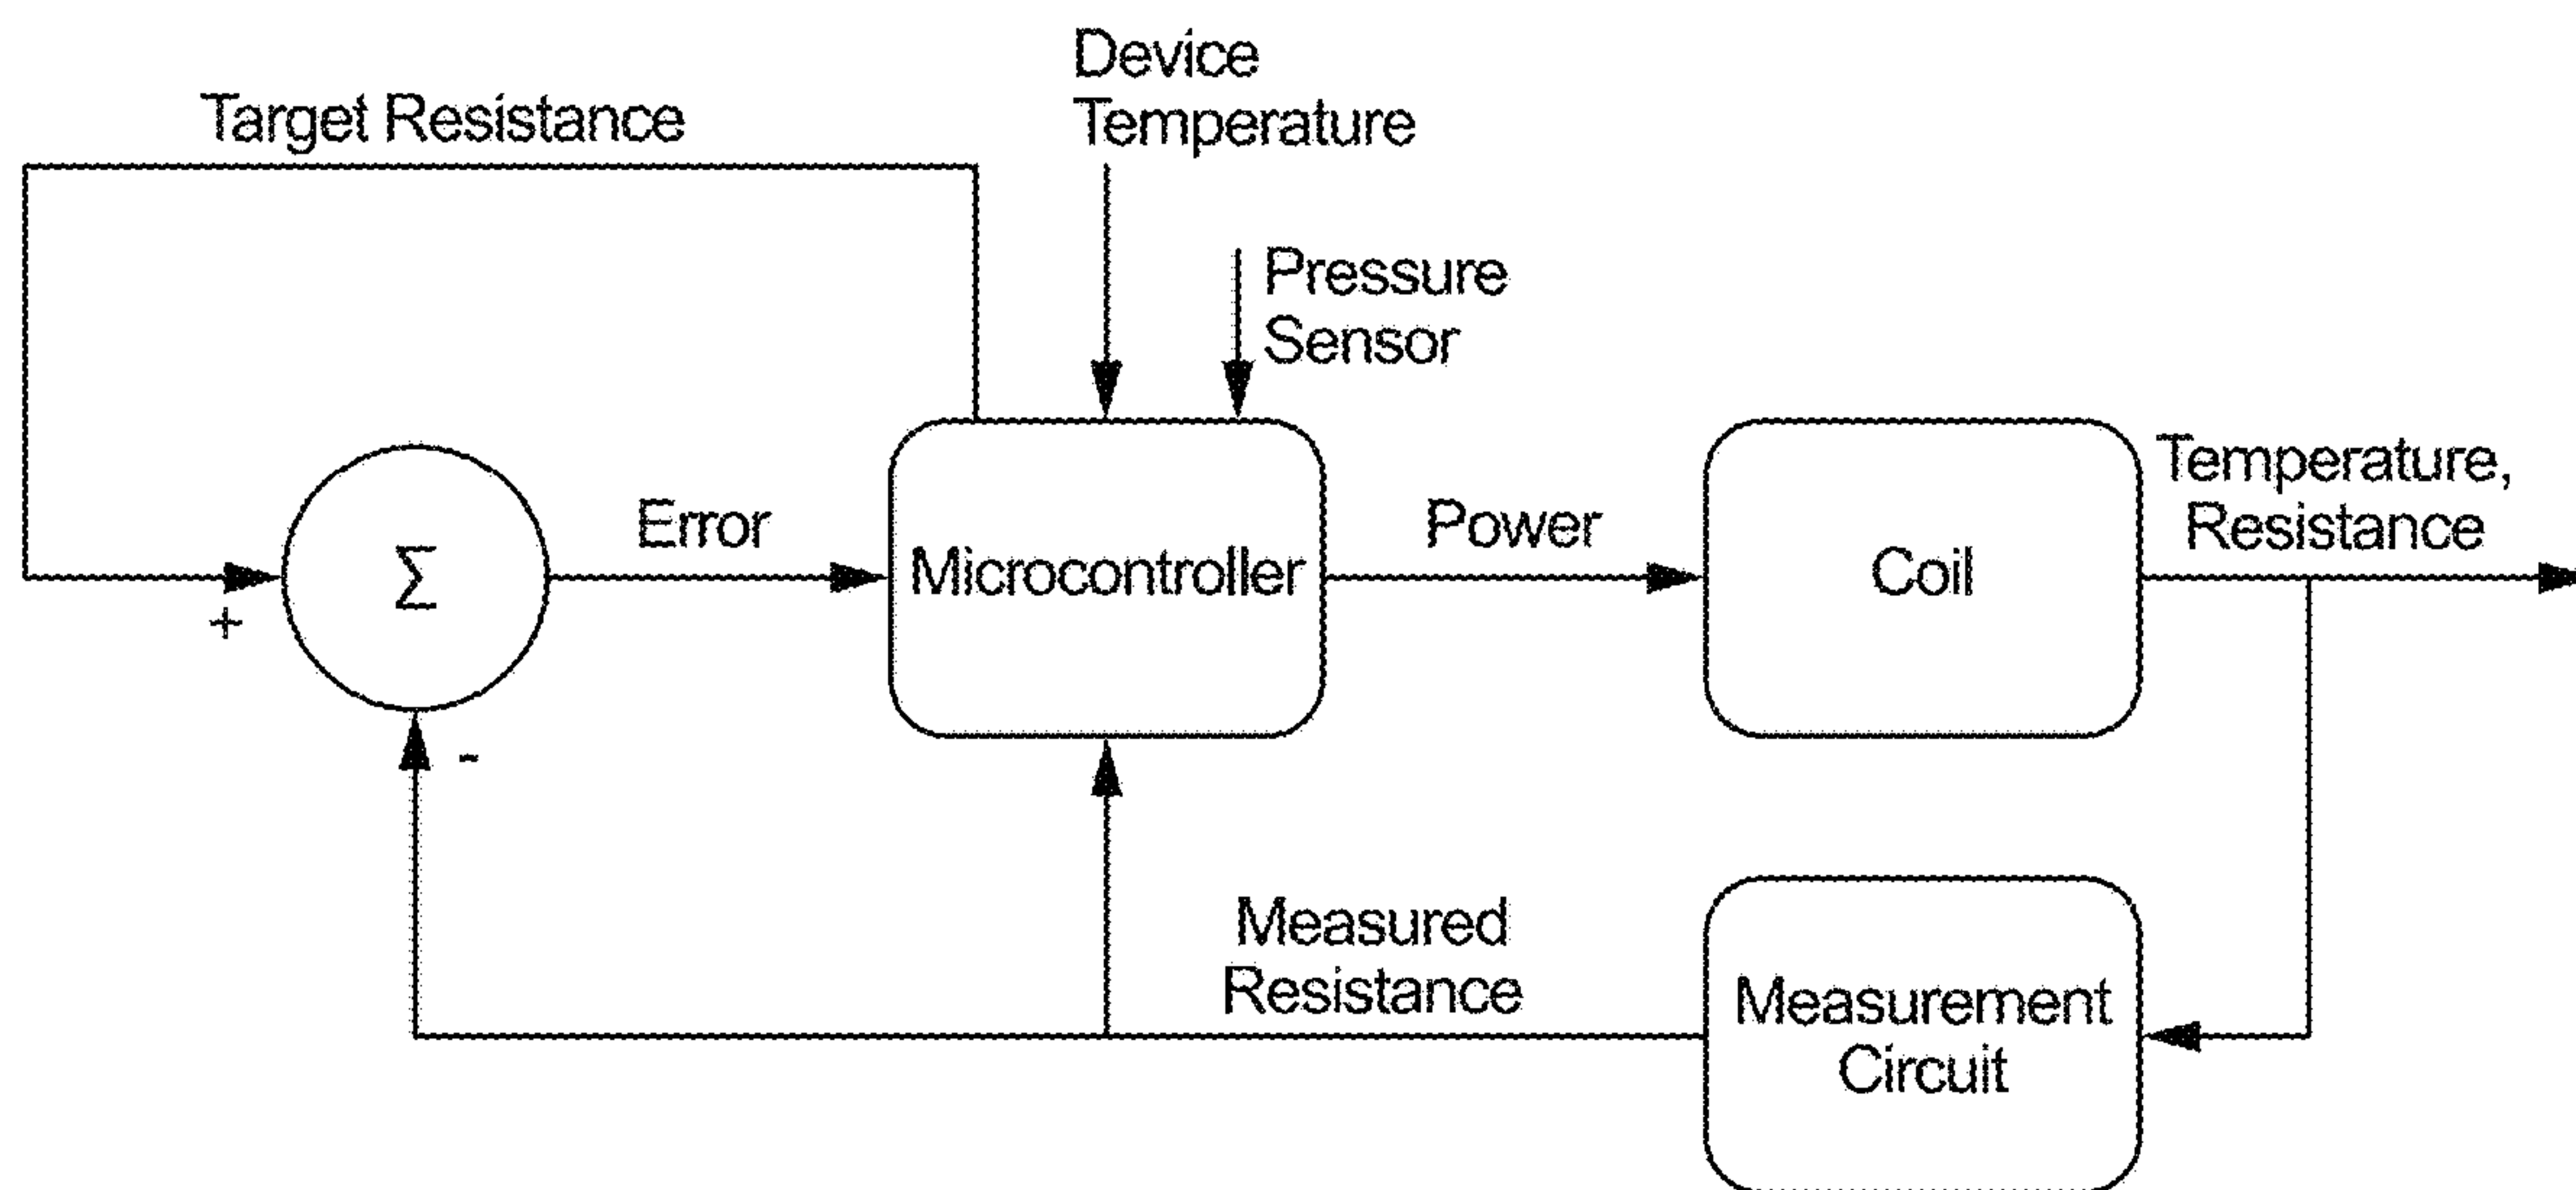 Device
Temperature
Target Resistance
Pressure
Sensor
Temperature,
Resistance
Error
Power
Σ
Microcontroller
Coil
+
-
Measured
Resistance
Measurement
Circuit